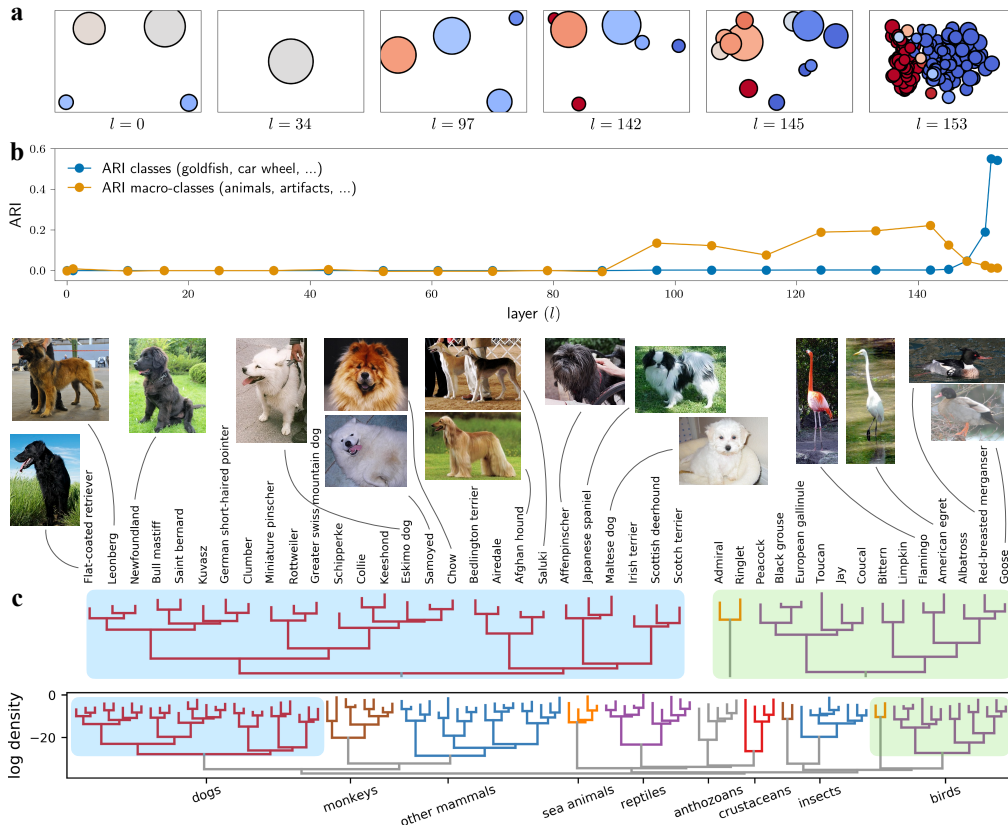 a
l = 0
l = 34
l = 97
l = 142
l = 145
l = 153
b
0.6
0.4
0.2
0.0
ARI
ARI classes (goldfish, car wheel, ...)
ARI macro-classes (animals, artifacts, ...)
0
20
40
60
80
100
120
140
layer (l)
Flat-coated retriever
Leonberg
Newfoundland
Bull mastiff
Saint bernard
Kuvasz
German short-haired pointer
Clumber
Miniature pinscher
Rottweiler
Greater swiss mountain dog
Schipperke
Collie
Keeshond
Eskimo dog
Samoyed
Chow
Bedlington terrier
Airedale
Afghan hound
Saluki
Affenpinscher
Japanese spaniel
Maltese dog
Irish terrier
Scottish deerhound
Scotch terrier
Admiral
Ringlet
Peacock
Black grouse
European gallinule
Toucan
Jay
Coucal
Bittern
Limpkin
Flamingo
American egret
Albatross
Red-breasted merganser
Goose
c
0
−20
log density
dogs
monkeys
other mammals
sea animals
reptiles
anthozoans
crustaceans
insects
birds